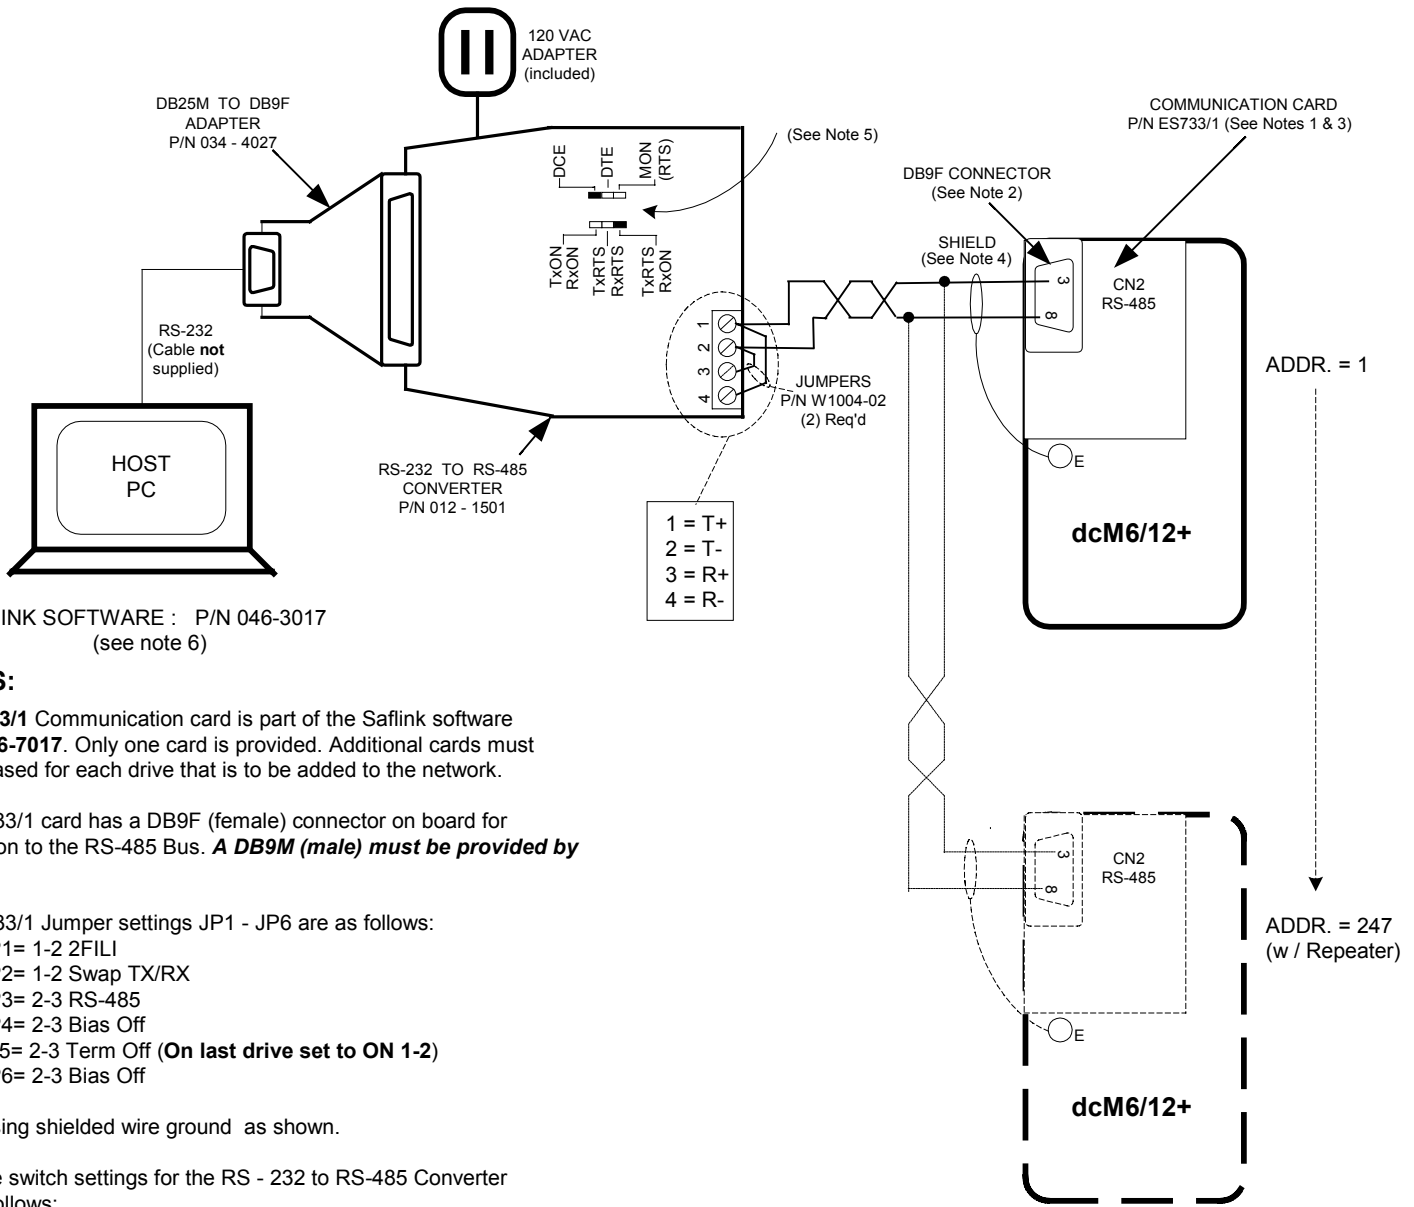 120 VAC
ADAPTER
(included)
DB25M TO DB9F
ADAPTER
P/N 034 - 4027
COMMUNICATION CARD
P/N ES733/1 (See Notes 1 & 3)
(See Note 5)
DCE
DTE
MON
(RTS)
TxON
RxON
TxRTS
RxRTS
TxRTS
RxON
DB9F CONNECTOR
(See Note 2)
SHIELD
(See Note 4)
3
8
CN2
RS-485
1
2
3
4
RS-232
(Cable not
supplied)
JUMPERS
P/N W1004-02
(2) Req'd
ADDR. = 1
HOST
PC
RS-232 TO RS-485
CONVERTER
P/N 012 - 1501
E
1 = T+
2 = T-
3 = R+
4 = R-
dcM6/12+
INK SOFTWARE : P/N 046-3017
(see note 6)
S:
3/1 Communication card is part of the Saflink software
6-7017. Only one card is provided. Additional cards must
ased for each drive that is to be added to the network.
33/1 card has a DB9F (female) connector on board for
on to the RS-485 Bus. A DB9M (male) must be provided by
3
8
CN2
RS-485
ADDR. = 247
(w / Repeater)
33/1 Jumper settings JP1 - JP6 are as follows:
P1= 1-2 2FILI
P2= 1-2 Swap TX/RX
P3= 2-3 RS-485
P4= 2-3 Bias Off
5= 2-3 Term Off (On last drive set to ON 1-2)
P6= 2-3 Bias Off
E
dcM6/12+
sing shielded wire ground as shown.
e switch settings for the RS - 232 to RS-485 Converter
ollows: